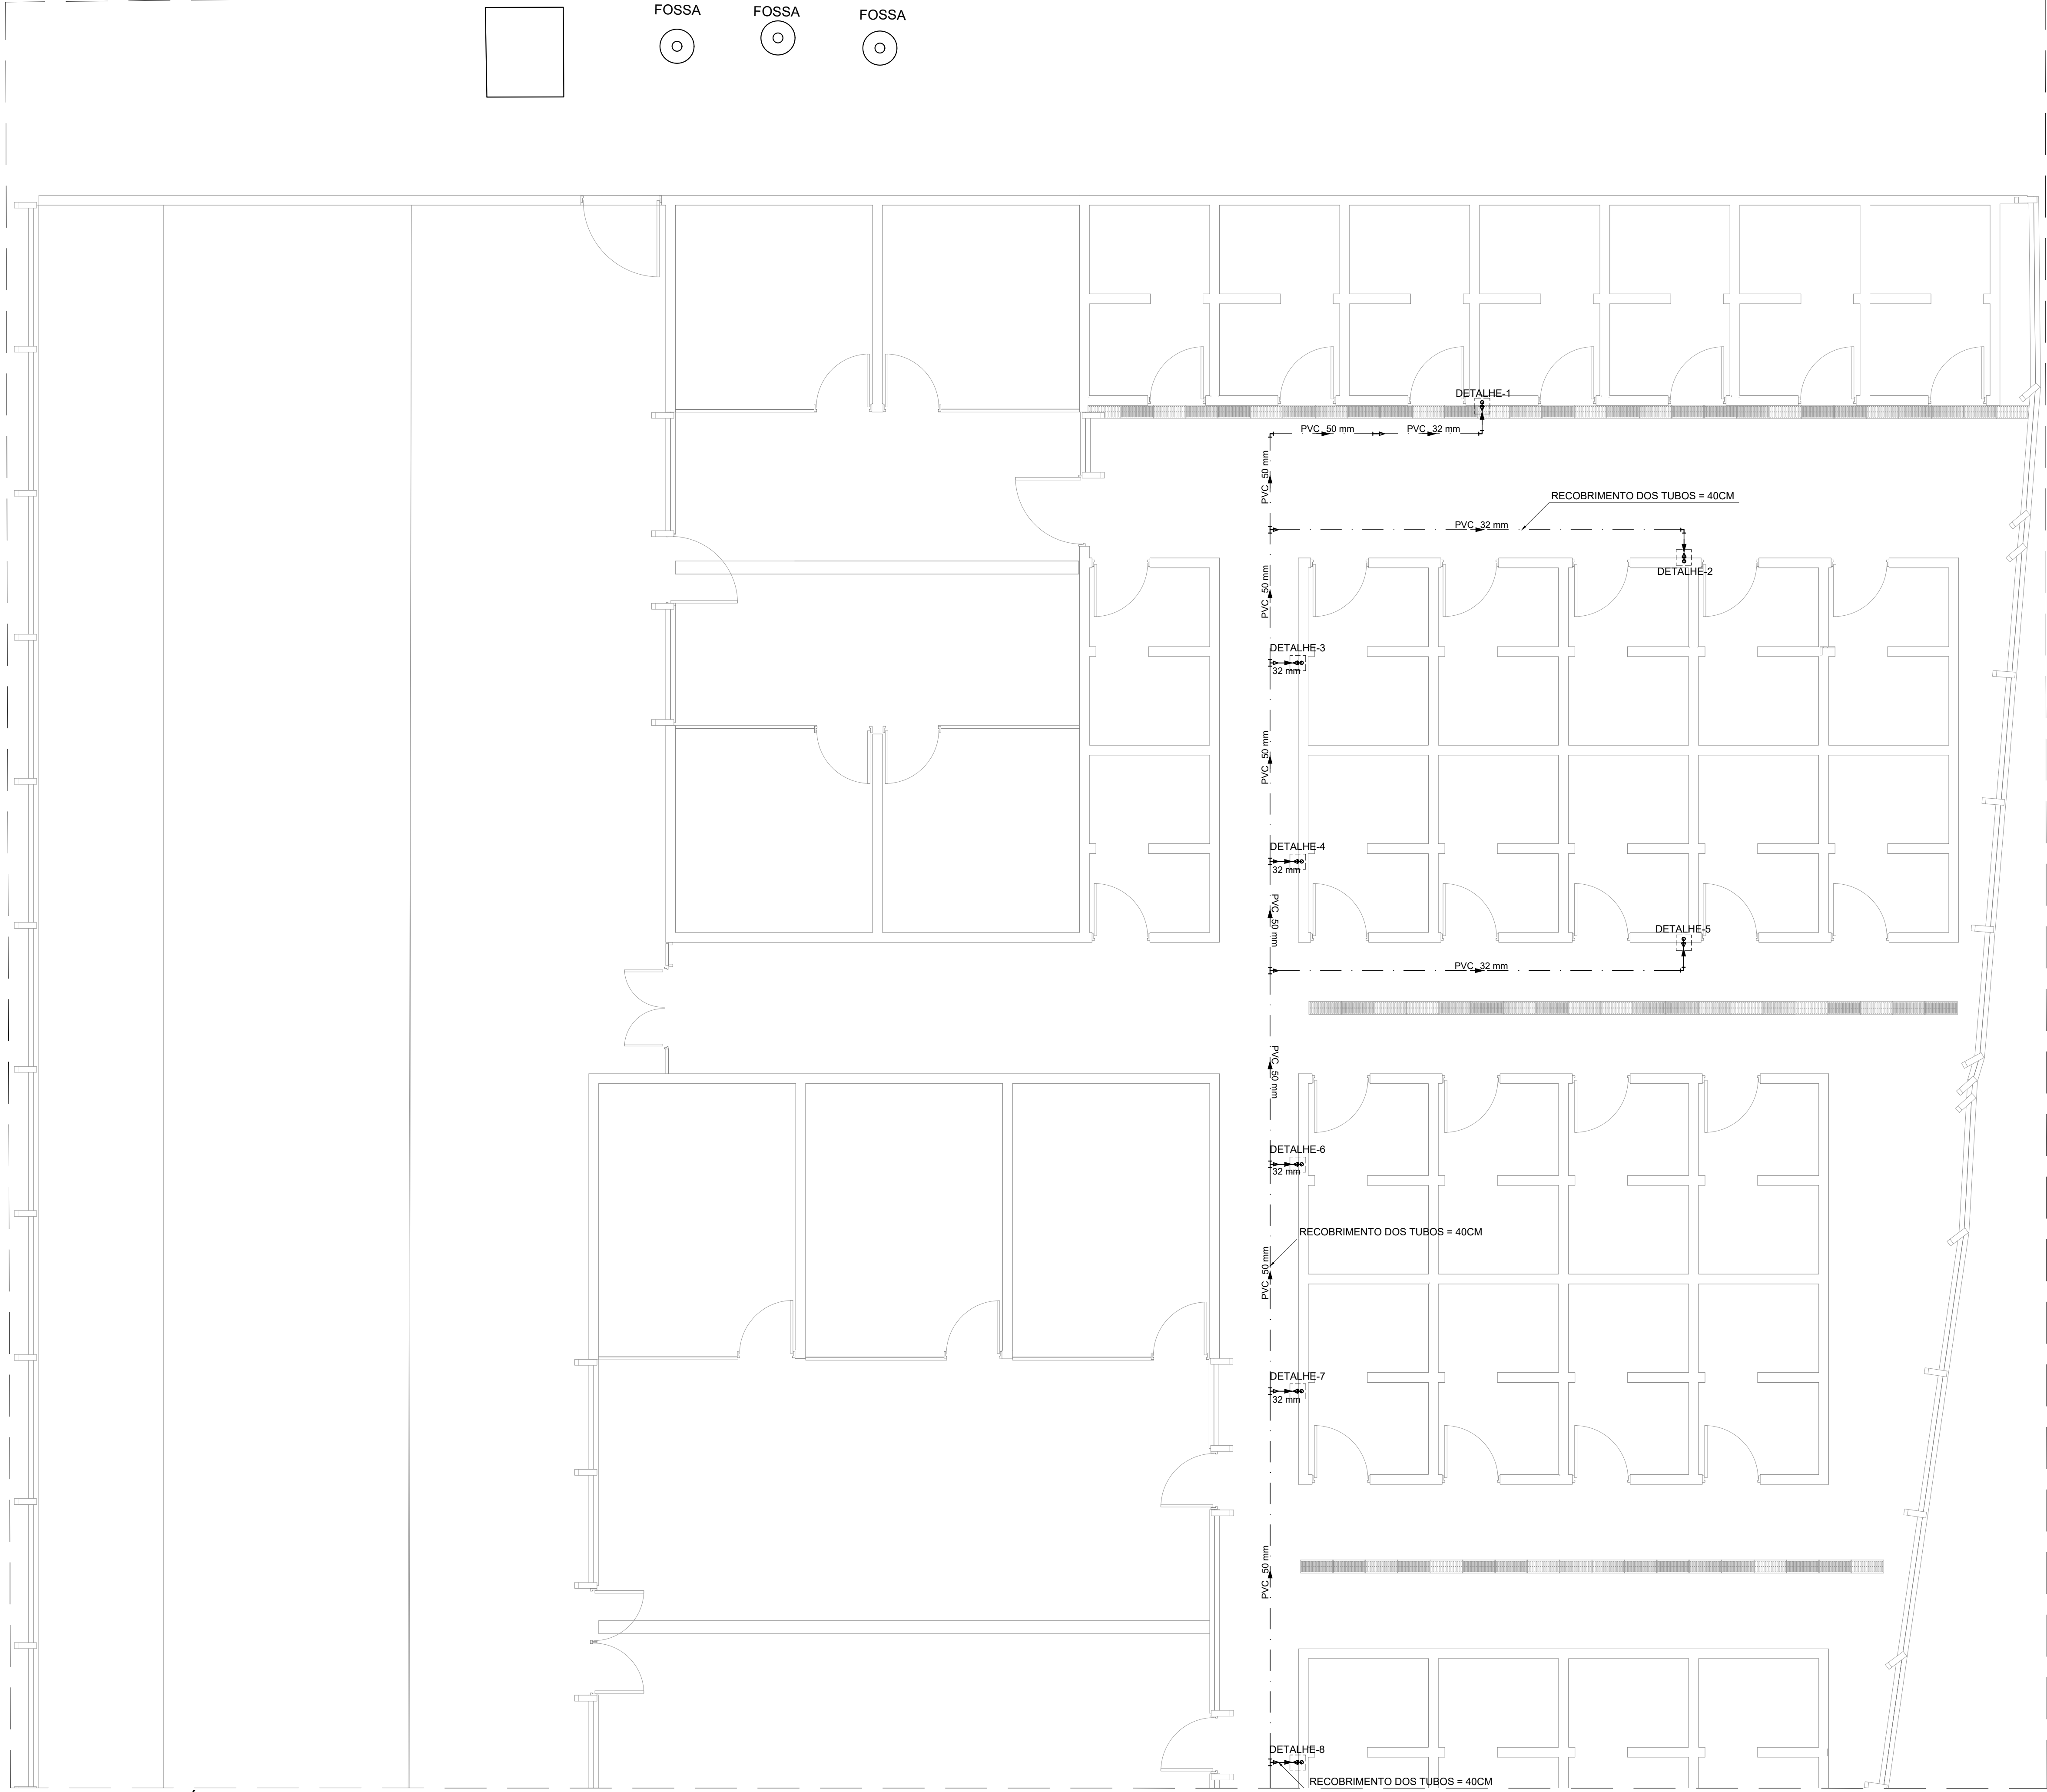 FOSSA
FOSSA
FOSSA
DETALHE-1
PVC 50 mm
PVC 32 mm
PVC 50 mm
RECOBRIMENTO DOS TUBOS = 40CM
PVC 32 mm
DETALHE-2
PVC 50 mm
DETALHE-3
32 mm
PVC 50 mm
DETALHE-4
32 mm
PVC 50 mm
DETALHE-5
PVC 32 mm
PVC 50 mm
DETALHE-6
32 mm
RECOBRIMENTO DOS TUBOS = 40CM
PVC 50 mm
DETALHE-7
32 mm
PVC 50 mm
DETALHE-8
RECOBRIMENTO DOS TUBOS = 40CM